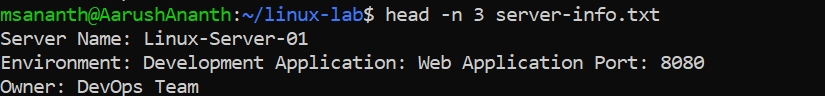 msananth@AarushAnanth:~/linux-lab$ head -n 3 server-info.txt
Server Name: Linux-Server-01
Environment: Development Application: Web Application Port: 8080
Owner: DevOps Team